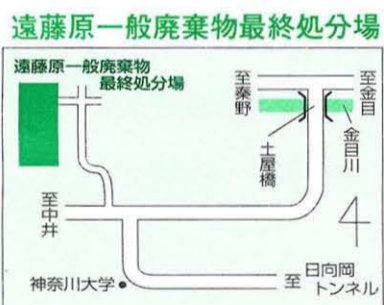 遠藤原一般廃棄物最終処分場
遠藤原一般廃棄物
最終処分場
至秦野
至金目
土屋橋
金目川
至中井
神奈川大学
至 日向岡
トンネル